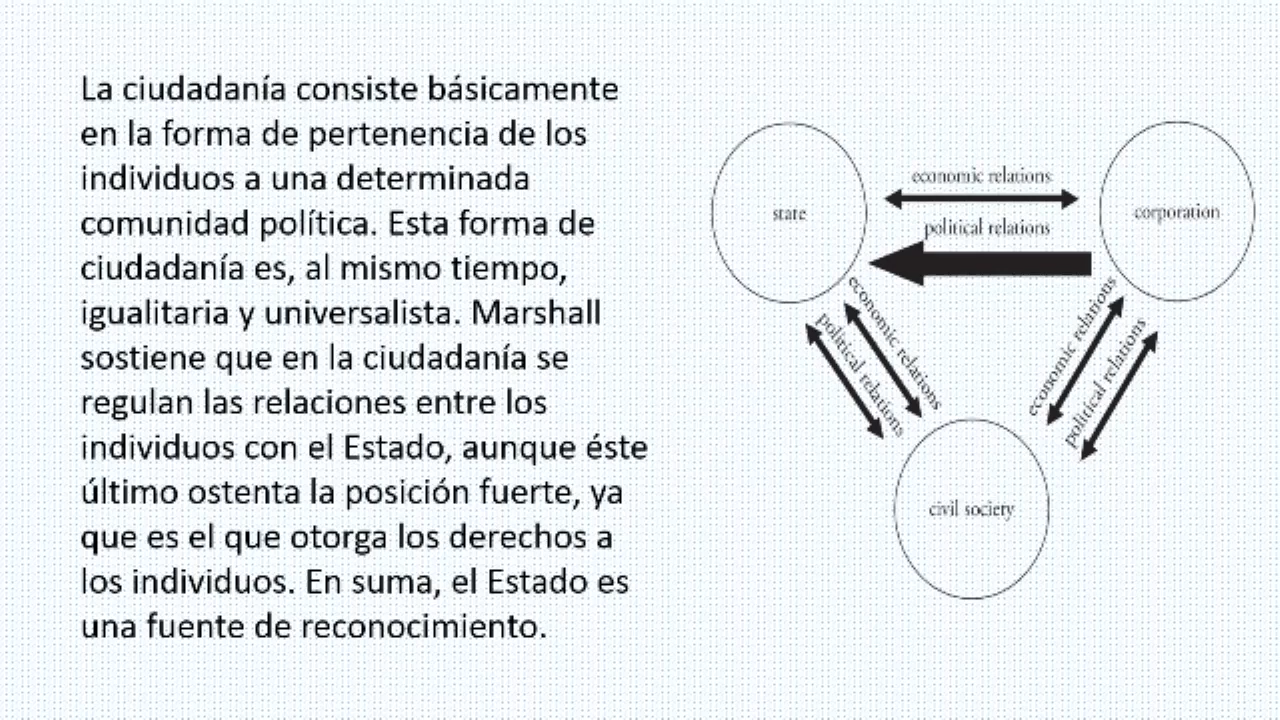 La ciudadanía consiste básicamente
en la forma de pertenencia de los
individuos a una determinada
comunidad política. Esta forma de
ciudadanía es, al mismo tiempo,
igualitaria y universalista. Marshall
sostiene que en la ciudadanía se
regulan las relaciones entre los
individuos con el Estado, aunque éste
último ostenta la posición fuerte, ya
que es el que otorga los derechos a
los individuos. En suma, el Estado es
una fuente de reconocimiento.
state
economic relations
political relations
corporation
economic relations
political relations
economic relations
political relations
civil society